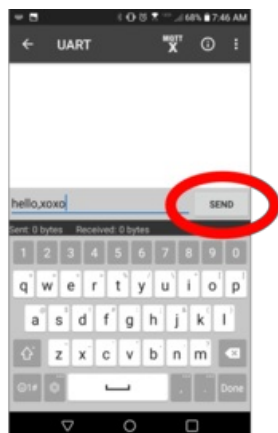 68% 7:46 AM
UART
MQTT
X
hello,xoxo
SEND
Sent: 0 bytes Received: 0 bytes
1 2 3 4 5 6 7 8 9 0
q w e r t y u i o p
a s d f g h j k l
z x c v b n m
1# , . Done